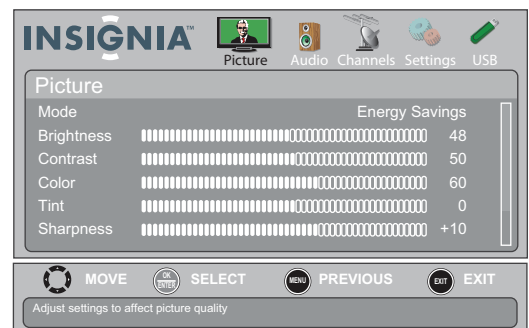 INSIGNIA™
Picture Audio Channels Settings USB
Picture
Mode Energy Savings
Brightness 48
Contrast 50
Color 60
Tint 0
Sharpness +10
MOVE OK ENTER SELECT MENU PREVIOUS EXIT EXIT
Adjust settings to affect picture quality